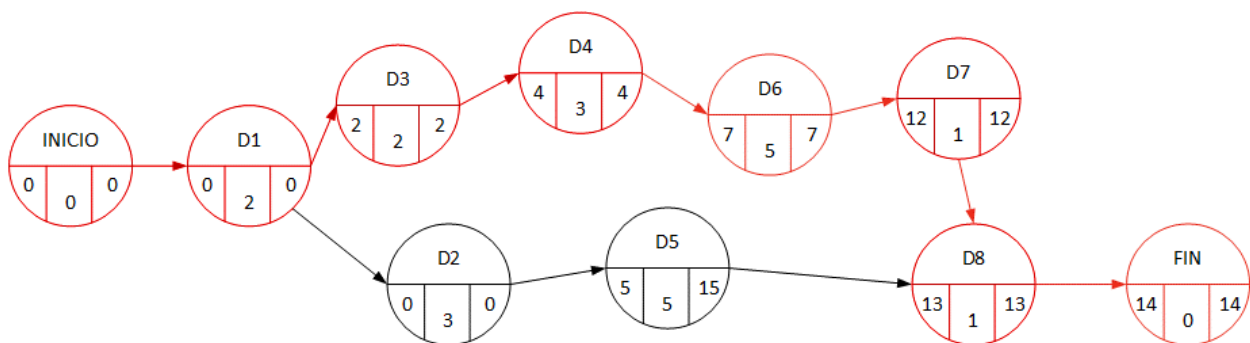 INICIO
0 0 0
D1
0 2 0
D3
2 2 2
D4
4 3 4
D6
7 5 7
D7
12 1 12
D2
0 3 0
D5
5 5 15
D8
13 1 13
FIN
14 0 14